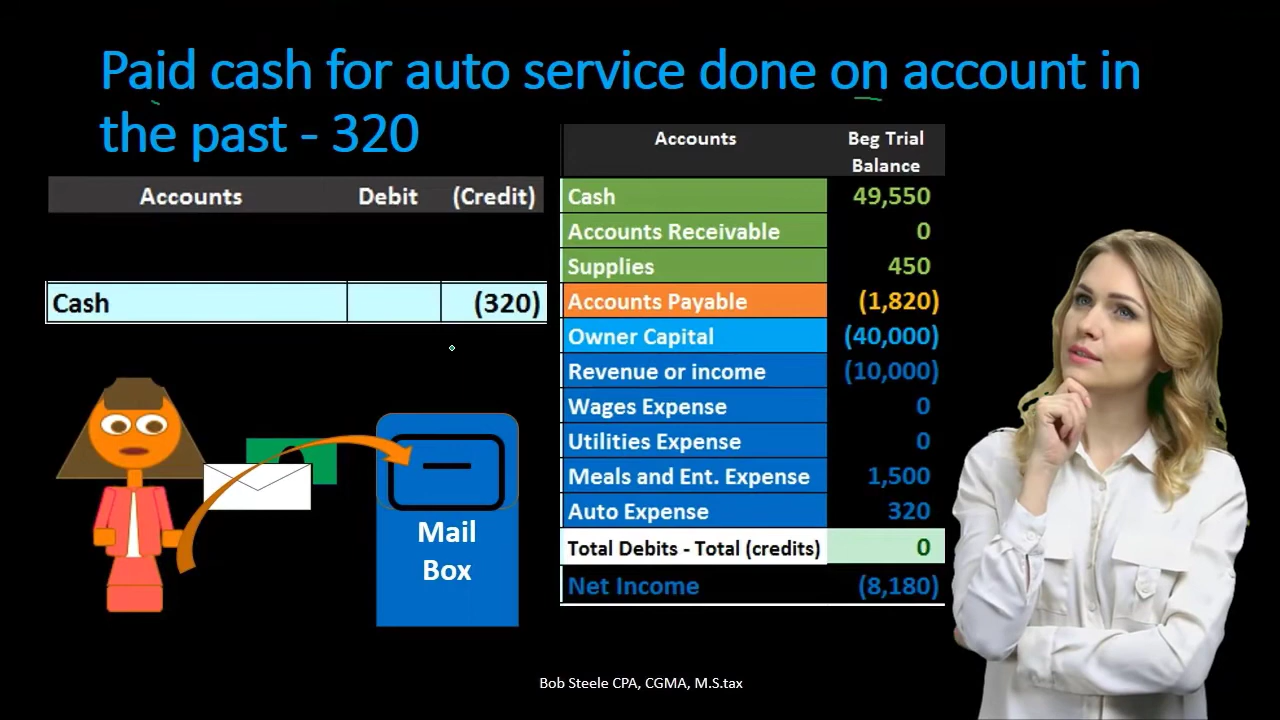 Paid cash for auto service done on account in
the past - 320
Accounts Debit (Credit)
Cash (320)
Mail
Box
Accounts Beg Trial
Balance
Cash 49,550
Accounts Receivable 0
Supplies 450
Accounts Payable (1,820)
Owner Capital (40,000)
Revenue or income (10,000)
Wages Expense 0
Utilities Expense 0
Meals and Ent. Expense 1,500
Auto Expense 320
Total Debits - Total (credits) 0
Net Income (8,180)
Bob Steele CPA, CGMA, M.S.tax